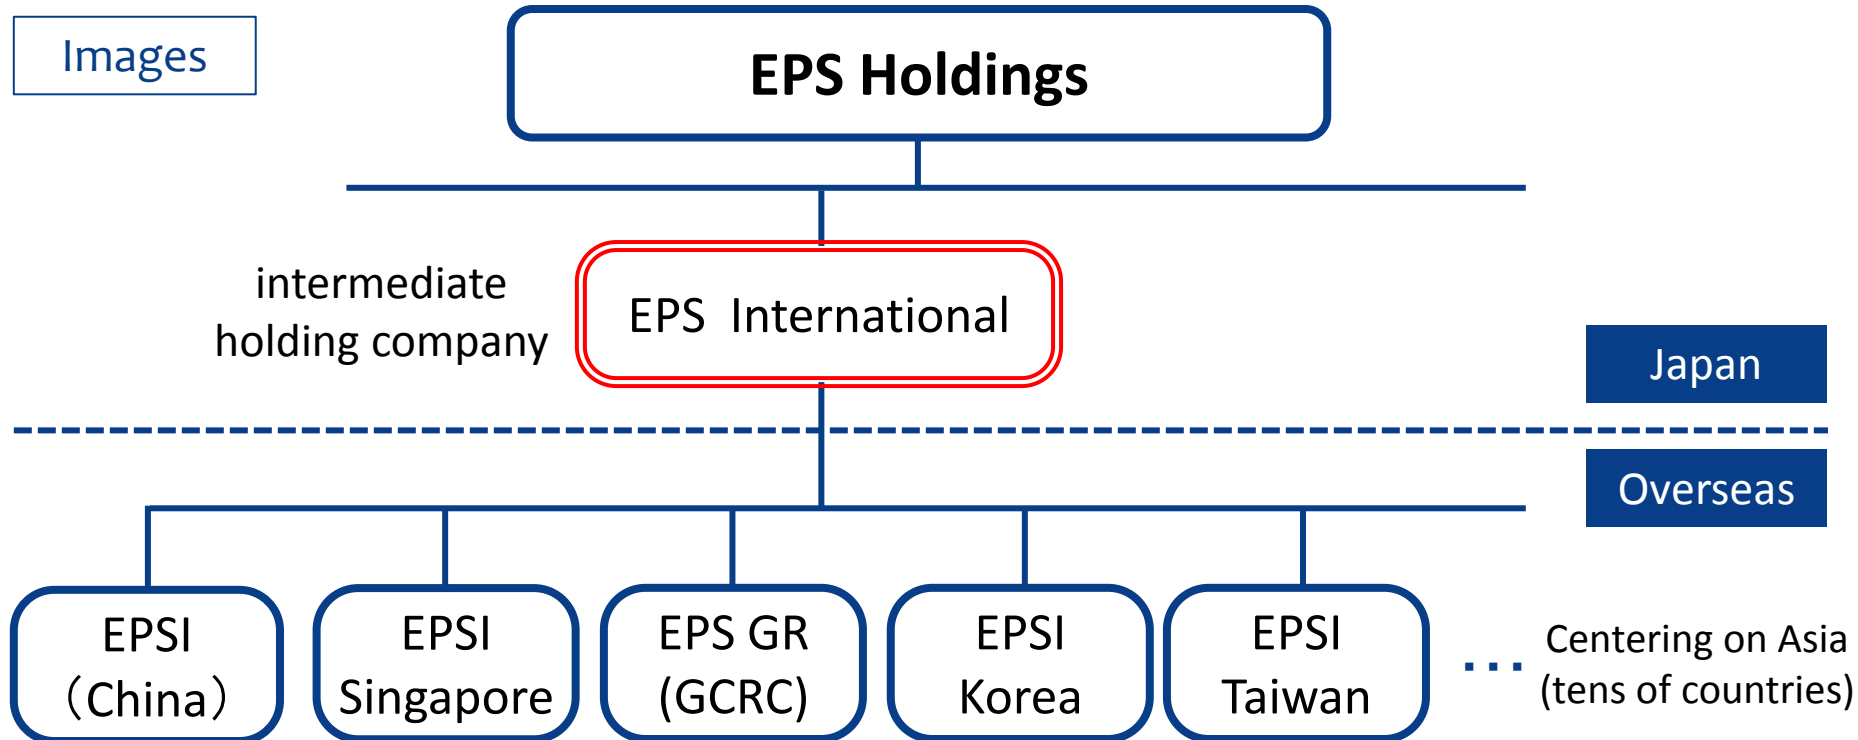 Images
EPS Holdings
intermediate
holding company
EPS International
Japan
Overseas
EPSI
（China）
EPSI
Singapore
EPS GR
(GCRC)
EPSI
Korea
EPSI
Taiwan
...
Centering on Asia
(tens of countries)